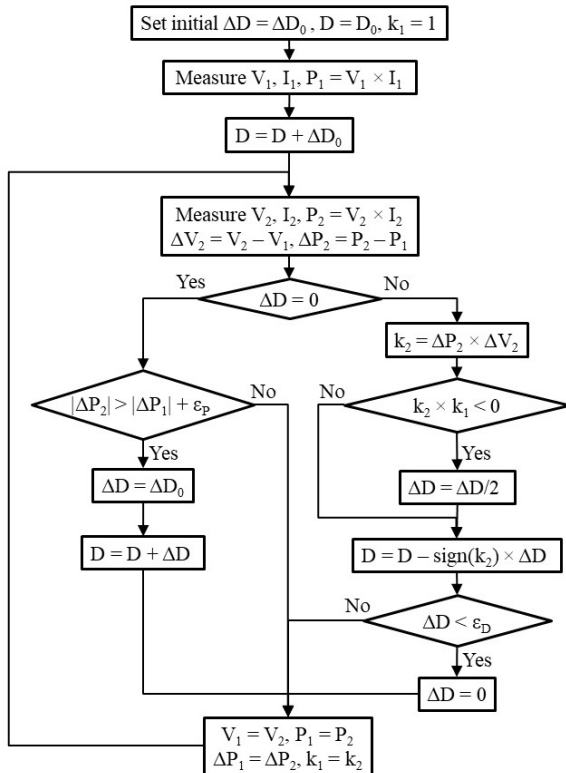 Set initial ΔD = ΔD₀ , D = D₀, k₁ = 1
Measure V₁, I₁, P₁ = V₁ × I₁
D = D + ΔD₀
Measure V₂, I₂, P₂ = V₂ × I₂
ΔV₂ = V₂ – V₁, ΔP₂ = P₂ – P₁
Yes
ΔD = 0
No
k₂ = ΔP₂ × ΔV₂
|ΔP₂| > |ΔP₁| + εP
No
k₂ × k₁ < 0
Yes
Yes
ΔD = ΔD₀
ΔD = ΔD/2
D = D + ΔD
D = D – sign(k₂) × ΔD
No
ΔD < εD
Yes
ΔD = 0
V₁ = V₂, P₁ = P₂
ΔP₁ = ΔP₂, k₁ = k₂